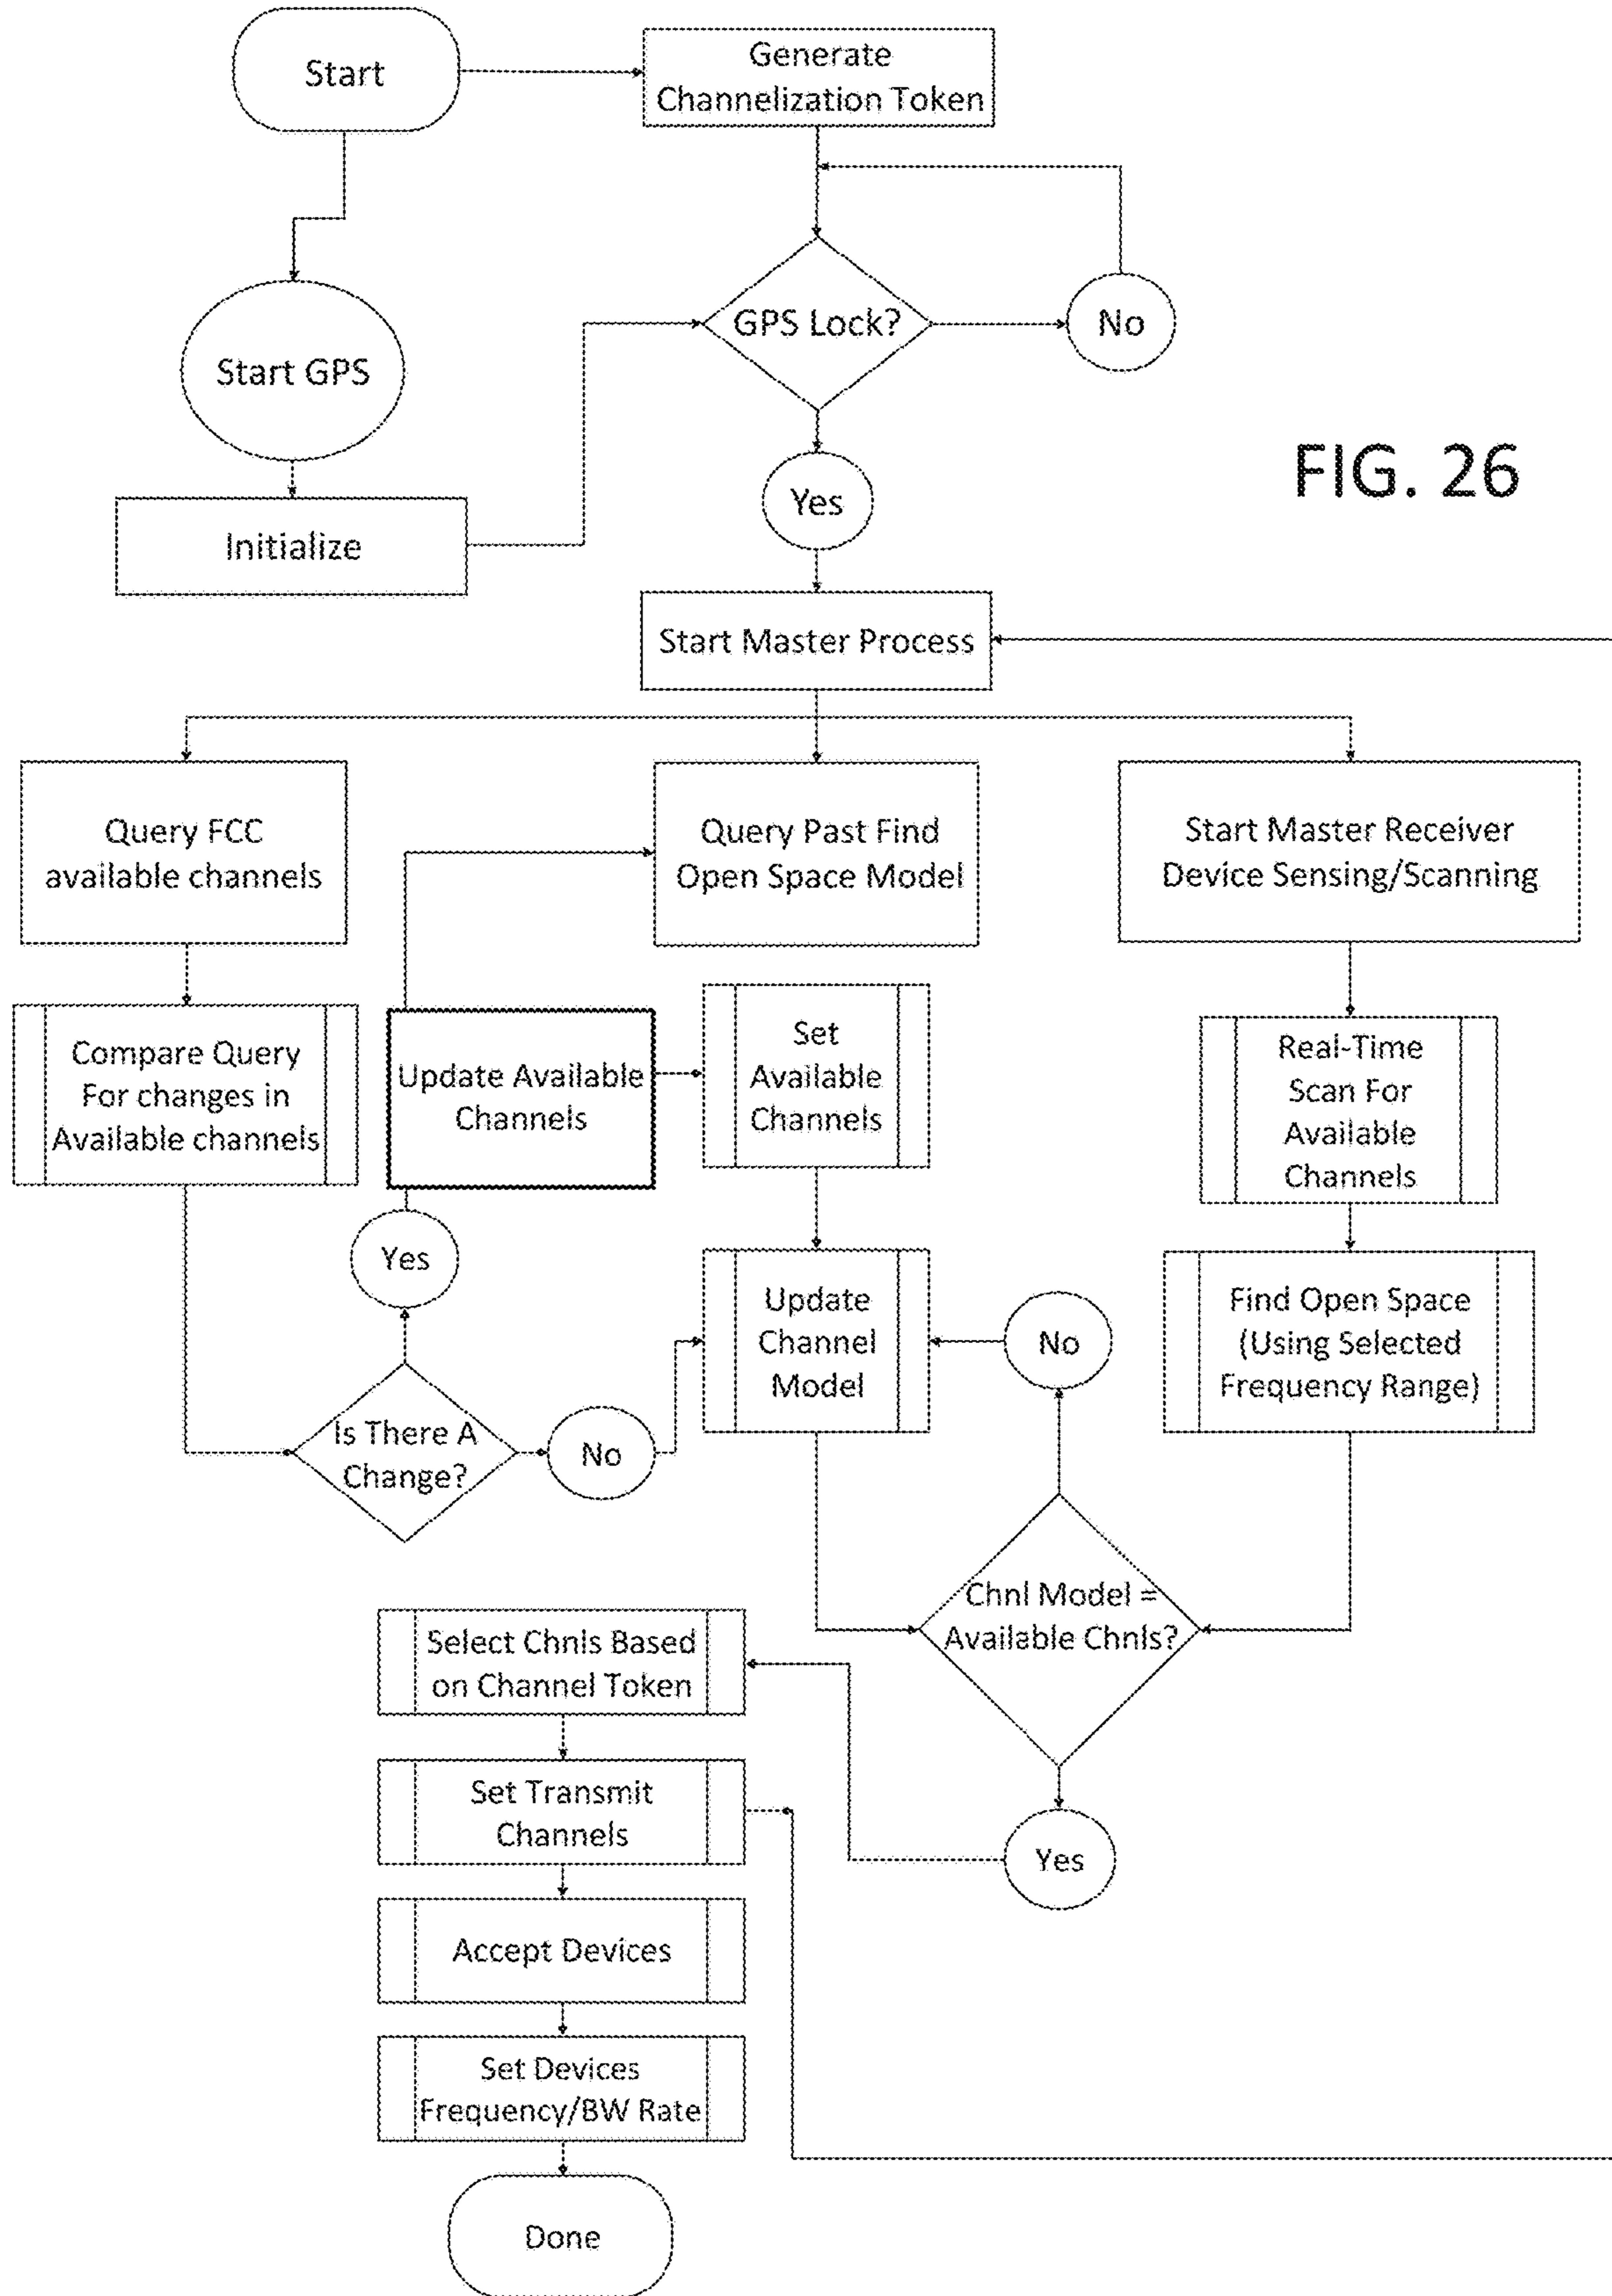 Start
Generate
Channelization Token
GPS Lock?
No
Start GPS
FIG. 26
Yes
Initialize
Start Master Process
Query FCC
available channels
Query Past Find
Open Space Model
Start Master Receiver
Device Sensing/Scanning
Compare Query
For changes in
Available channels
Update Available
Channels
Set
Available
Channels
Real-Time
Scan For
Available
Channels
Yes
Update
Channel
Model
No
Find Open Space
(Using Selected
Frequency Range)
Is There A
Change?
No
Chnl Model =
Available Chnls?
Select Chnls Based
on Channel Token
Set Transmit
Channels
Yes
Accept Devices
Set Devices
Frequency/BW Rate
Done